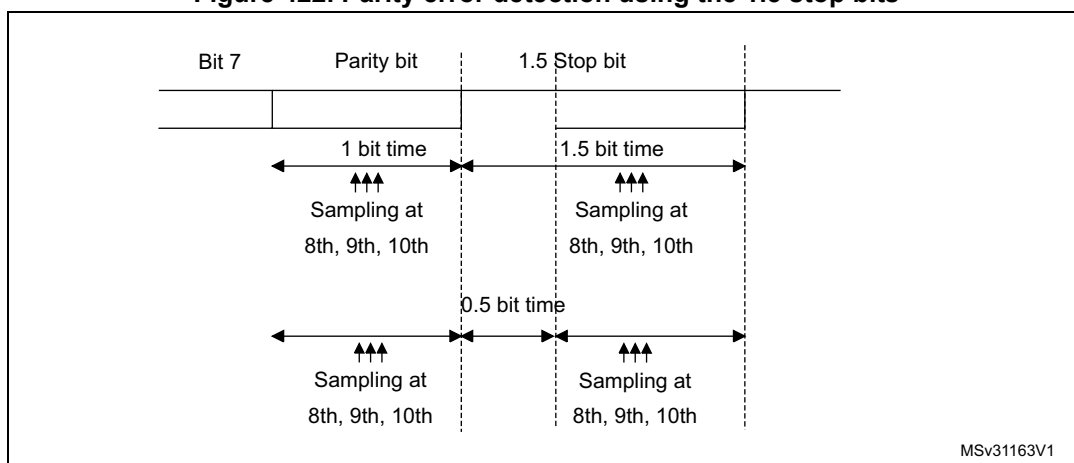 Figure 422. Parity error detection using the 1.5 stop bits
Bit 7
Parity bit
1.5 Stop bit
1 bit time
1.5 bit time
Sampling at
8th, 9th, 10th
Sampling at
8th, 9th, 10th
0.5 bit time
Sampling at
8th, 9th, 10th
Sampling at
8th, 9th, 10th
MSv31163V1